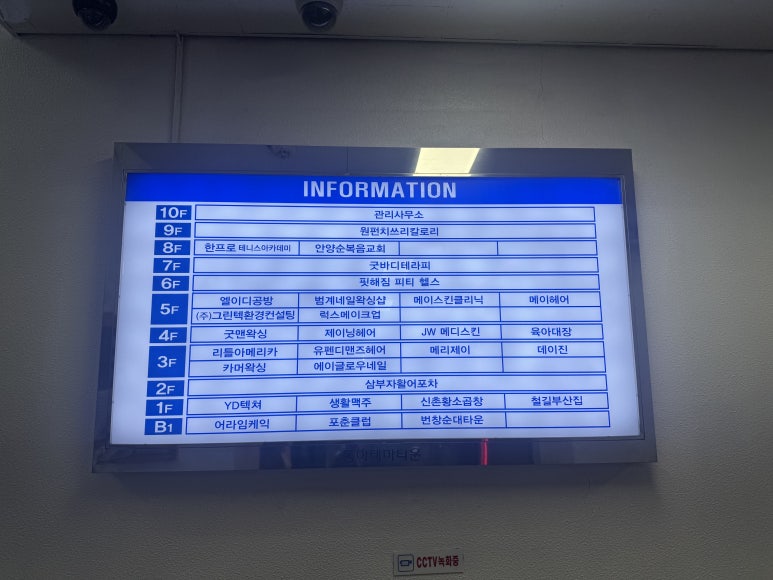 INFORMATION
10F 관리사무소
9F 원펀치쓰리칼로리
8F 한프로 테니스아카데미 안양순복음교회
7F 굿바디테라피
6F 핏해짐 피티 헬스
5F 엘이디공방 범계네일왁싱샵 메이스킨클리닉 메이헤어
(주)그린텍환경컨설팅 럭스메이크업
4F 굿맨왁싱 제이닝헤어 JW 메디스킨 육아대장
3F 리틀아메리카 유펜디맨즈헤어 메리제이 데이진
카머왁싱 에이글로우네일
2F 삼부자활어포차
1F YD텍쳐 생활맥주 신촌황소곱창 철길부산집
B1 어라임케익 포춘클럽 번창순대타운
CCTV녹화중